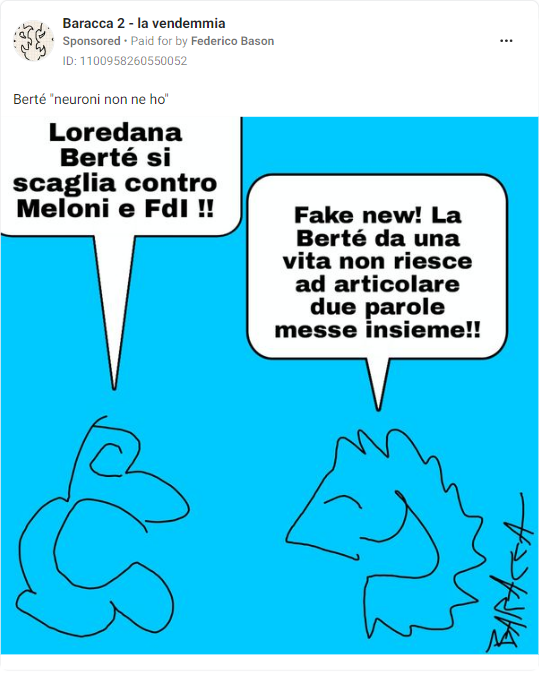 Baracca 2 - la vendemmia
Sponsored • Paid for by Federico Bason
ID: 1100958260550052
Berté "neuroni non ne ho"
Loredana
Berté si
scaglia contro
Meloni e FdI !!
Fake new! La
Berté da una
vita non riesce
ad articolare
due parole
messe insieme!!
BARACCA